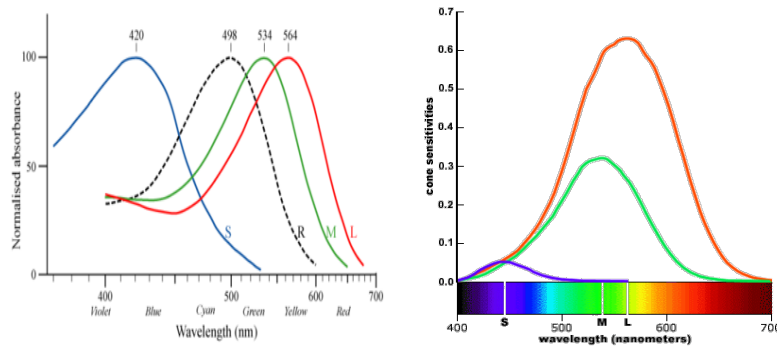 420 498 534 564
100
50
0
Normalised absorbance
S R M L
400 500 600 700
Violet Blue Cyan Green Yellow Red
Wavelength (nm)
0.7
0.6
0.5
0.4
0.3
0.2
0.1
0.0
cone sensitivities
400 500 600 700
S M L
wavelength (nanometers)